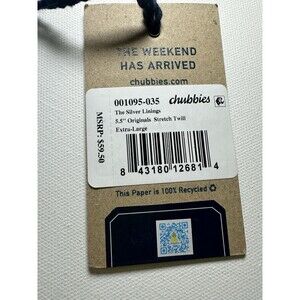 THE WEEKEND
HAS ARRIVED
chubbies.com
001095-035 chubbies
The Silver Linings
5.5" Originals Stretch Twill
Extra-Large
MSRP: $59.50
8 43180 12681 4
This Paper is 100% Recycled